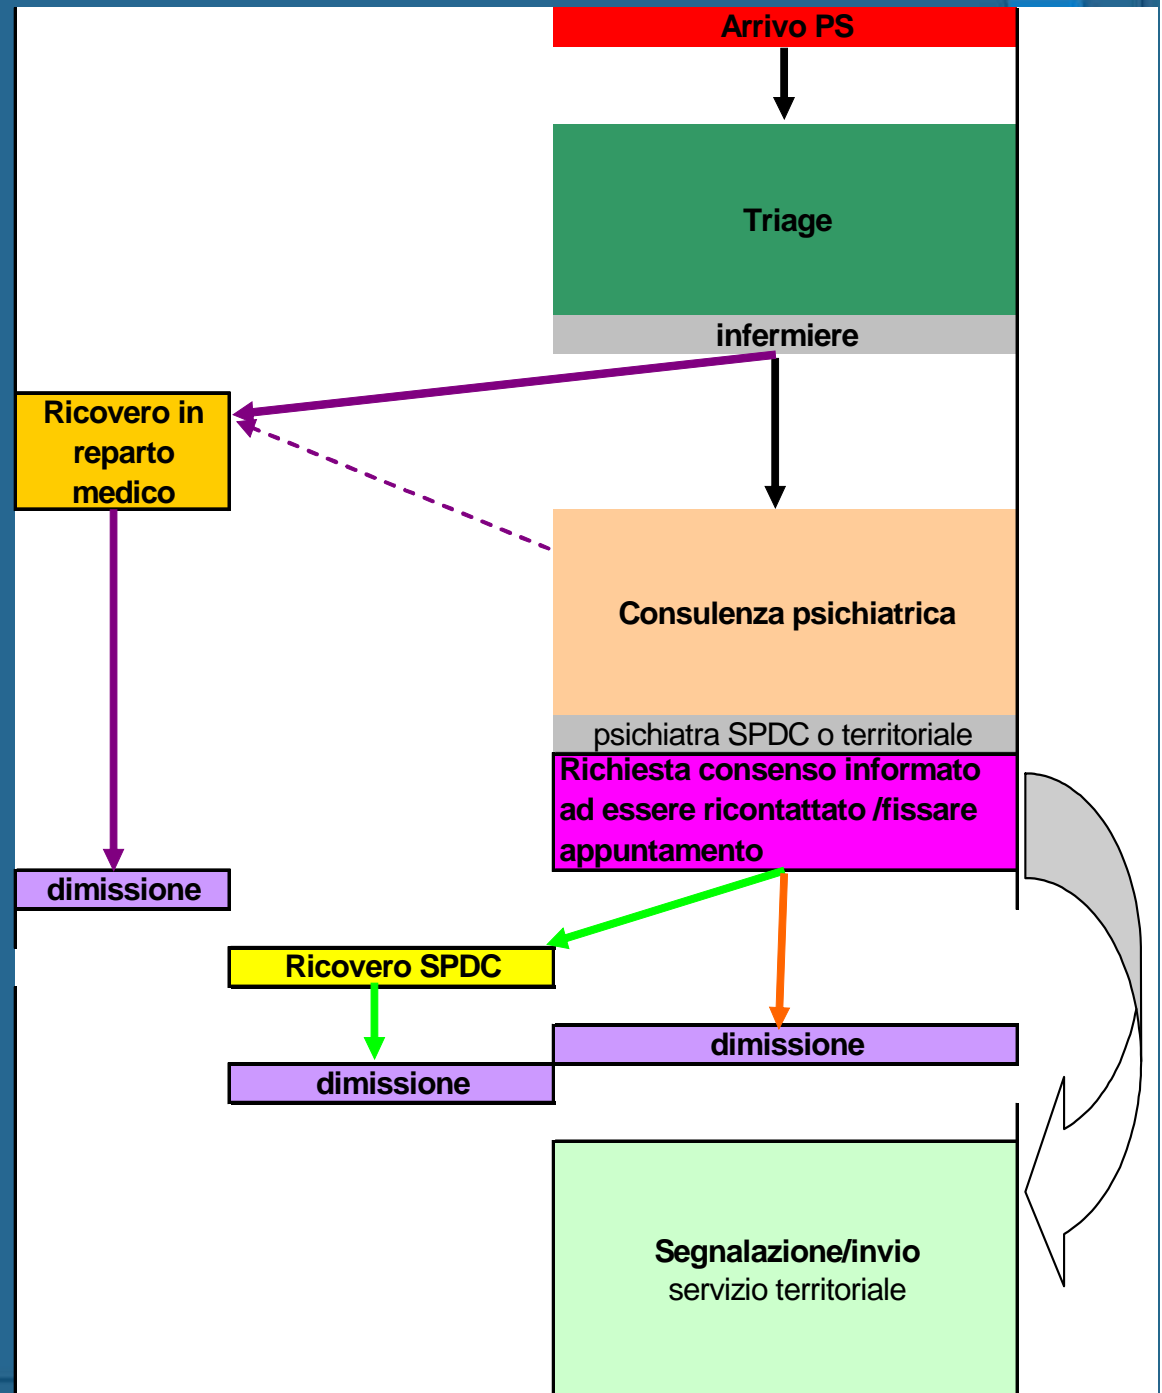 Arrivo PS
Triage
infermiere
Ricovero in
reparto
medico
Consulenza psichiatrica
psichiatra SPDC o territoriale
Richiesta consenso informato
ad essere ricontattato /fissare
appuntamento
dimissione
Ricovero SPDC
dimissione
dimissione
Segnalazione/invio
servizio territoriale